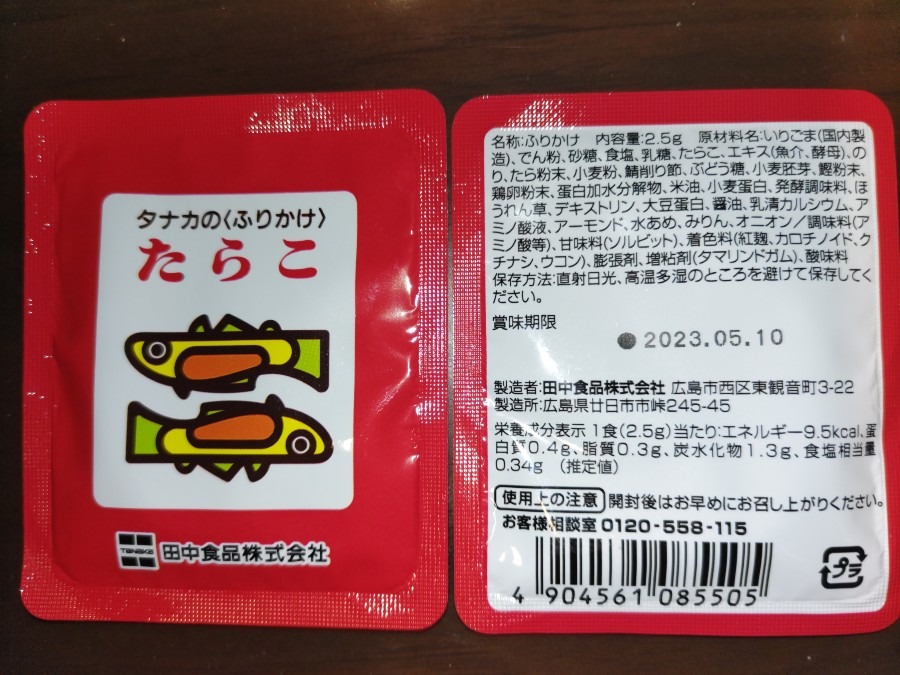 タナカの〈ふりかけ〉
たらこ
TANAKA
田中食品株式会社
名称:ふりかけ 内容量:2.5g 原材料名:いりごま(国内製
造)、でん粉、砂糖、食塩、乳糖、たらこ、エキス(魚介、酵母)、の
り、たら粉末、小麦粉、鯖削り節、ぶどう糖、小麦胚芽、鰹粉末、
鶏卵粉末、蛋白加水分解物、米油、小麦蛋白、発酵調味料、ほ
うれん草、デキストリン、大豆蛋白、醤油、乳清カルシウム、ア
ミノ酸液、アーモンド、水あめ、みりん、オニオン/調味料(ア
ミノ酸等)、甘味料(ソルビット)、着色料(紅麹、カロチノイド、ク
チナシ、ウコン)、膨張剤、増粘剤(タマリンドガム)、酸味料
保存方法:直射日光、高温多湿のところを避けて保存してく
ださい。
賞味期限
●2023.05.10
製造者:田中食品株式会社 広島市西区東観音町3-22
製造所:広島県廿日市市峠245-45
栄養成分表示 1食(2.5g)当たり:エネルギー9.5kcal、蛋
白質0.4g、脂質0.3g、炭水化物1.3g、食塩相当量
0.34g (推定値)
使用上の注意 開封後はお早めにお召し上がりください。
お客様相談室 0120-558-115
4 904561 085505
プラ